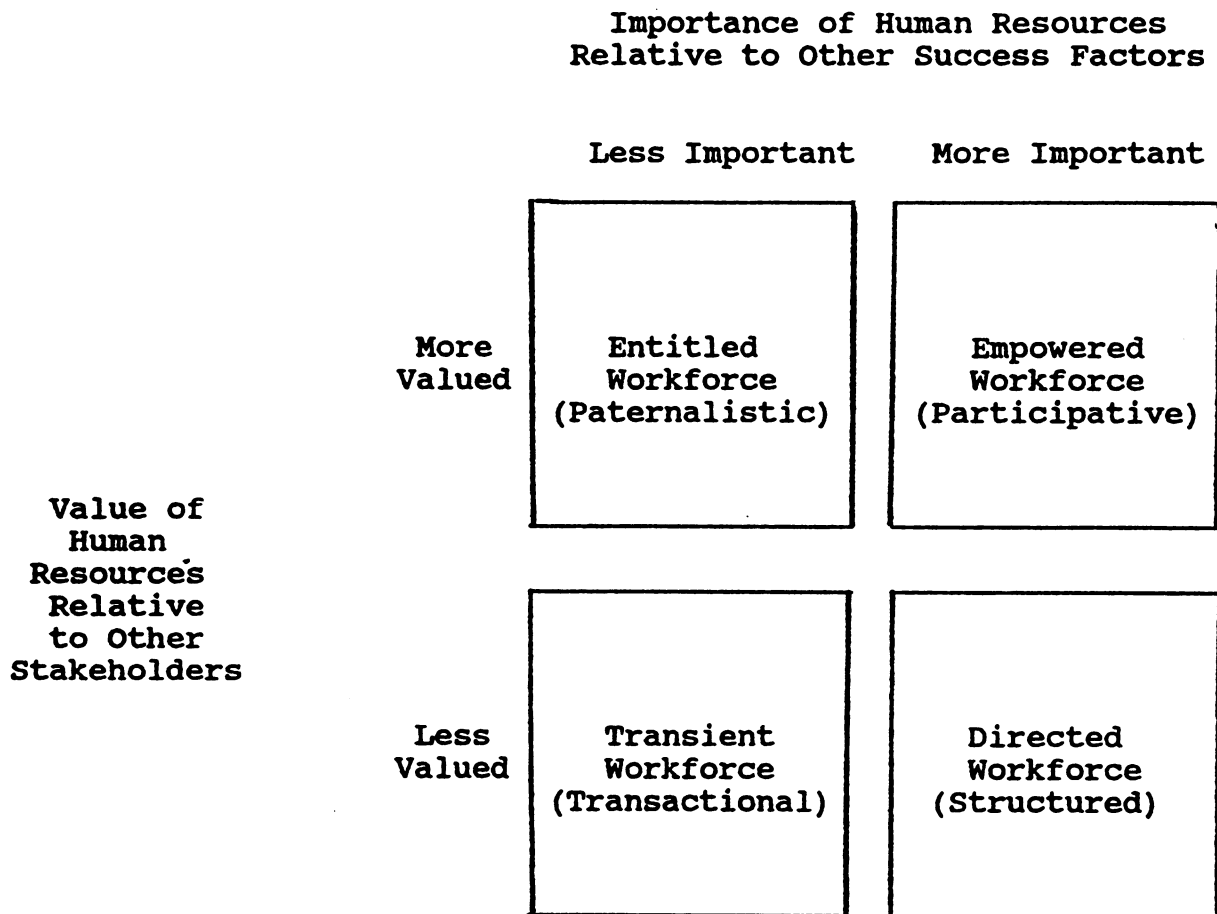 Importance of Human Resources
Relative to Other Success Factors
Less Important
More Important
More
Valued
Entitled
Workforce
(Paternalistic)
Empowered
Workforce
(Participative)
Value of
Human
Resources
Relative
to Other
Stakeholders
Less
Valued
Transient
Workforce
(Transactional)
Directed
Workforce
(Structured)